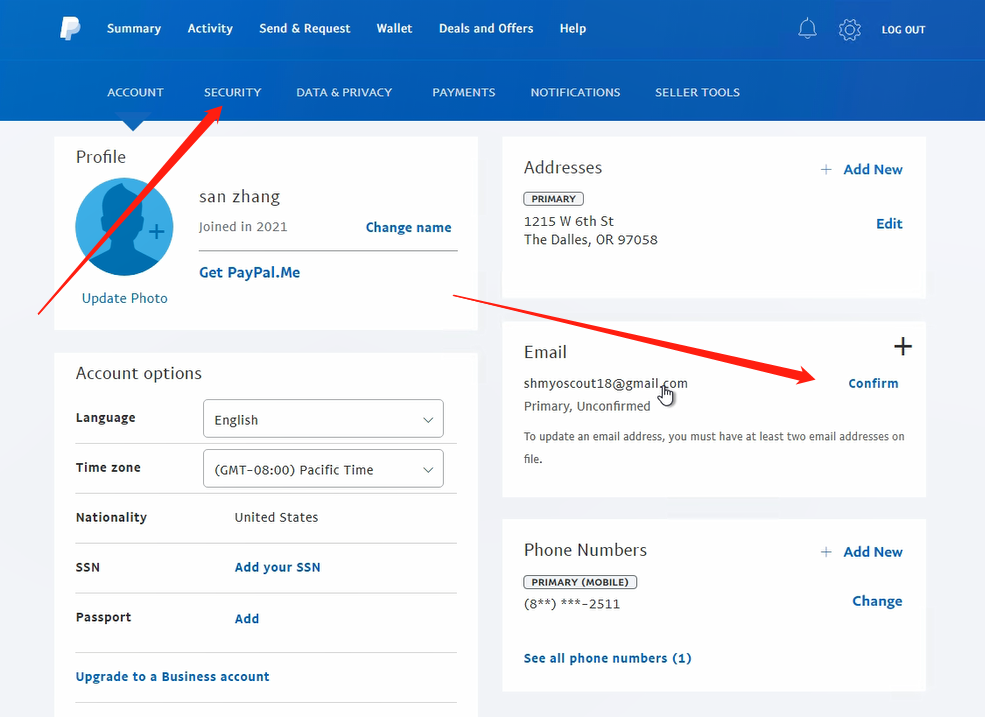 Summary Activity Send & Request Wallet Deals and Offers Help LOG OUT
ACCOUNT SECURITY DATA & PRIVACY PAYMENTS NOTIFICATIONS SELLER TOOLS
Profile
san zhang
Joined in 2021
Change name
Get PayPal.Me
Update Photo
Account options
Language English
Time zone (GMT-08:00) Pacific Time
Nationality United States
SSN Add your SSN
Passport Add
Upgrade to a Business account
Addresses
+ Add New
PRIMARY
1215 W 6th St
Edit
The Dalles, OR 97058
Email
+
shmyoscout18@gmail.com
Confirm
Primary, Unconfirmed
To update an email address, you must have at least two email addresses on
file.
Phone Numbers
+ Add New
PRIMARY (MOBILE)
(8**) ***-2511
Change
See all phone numbers (1)